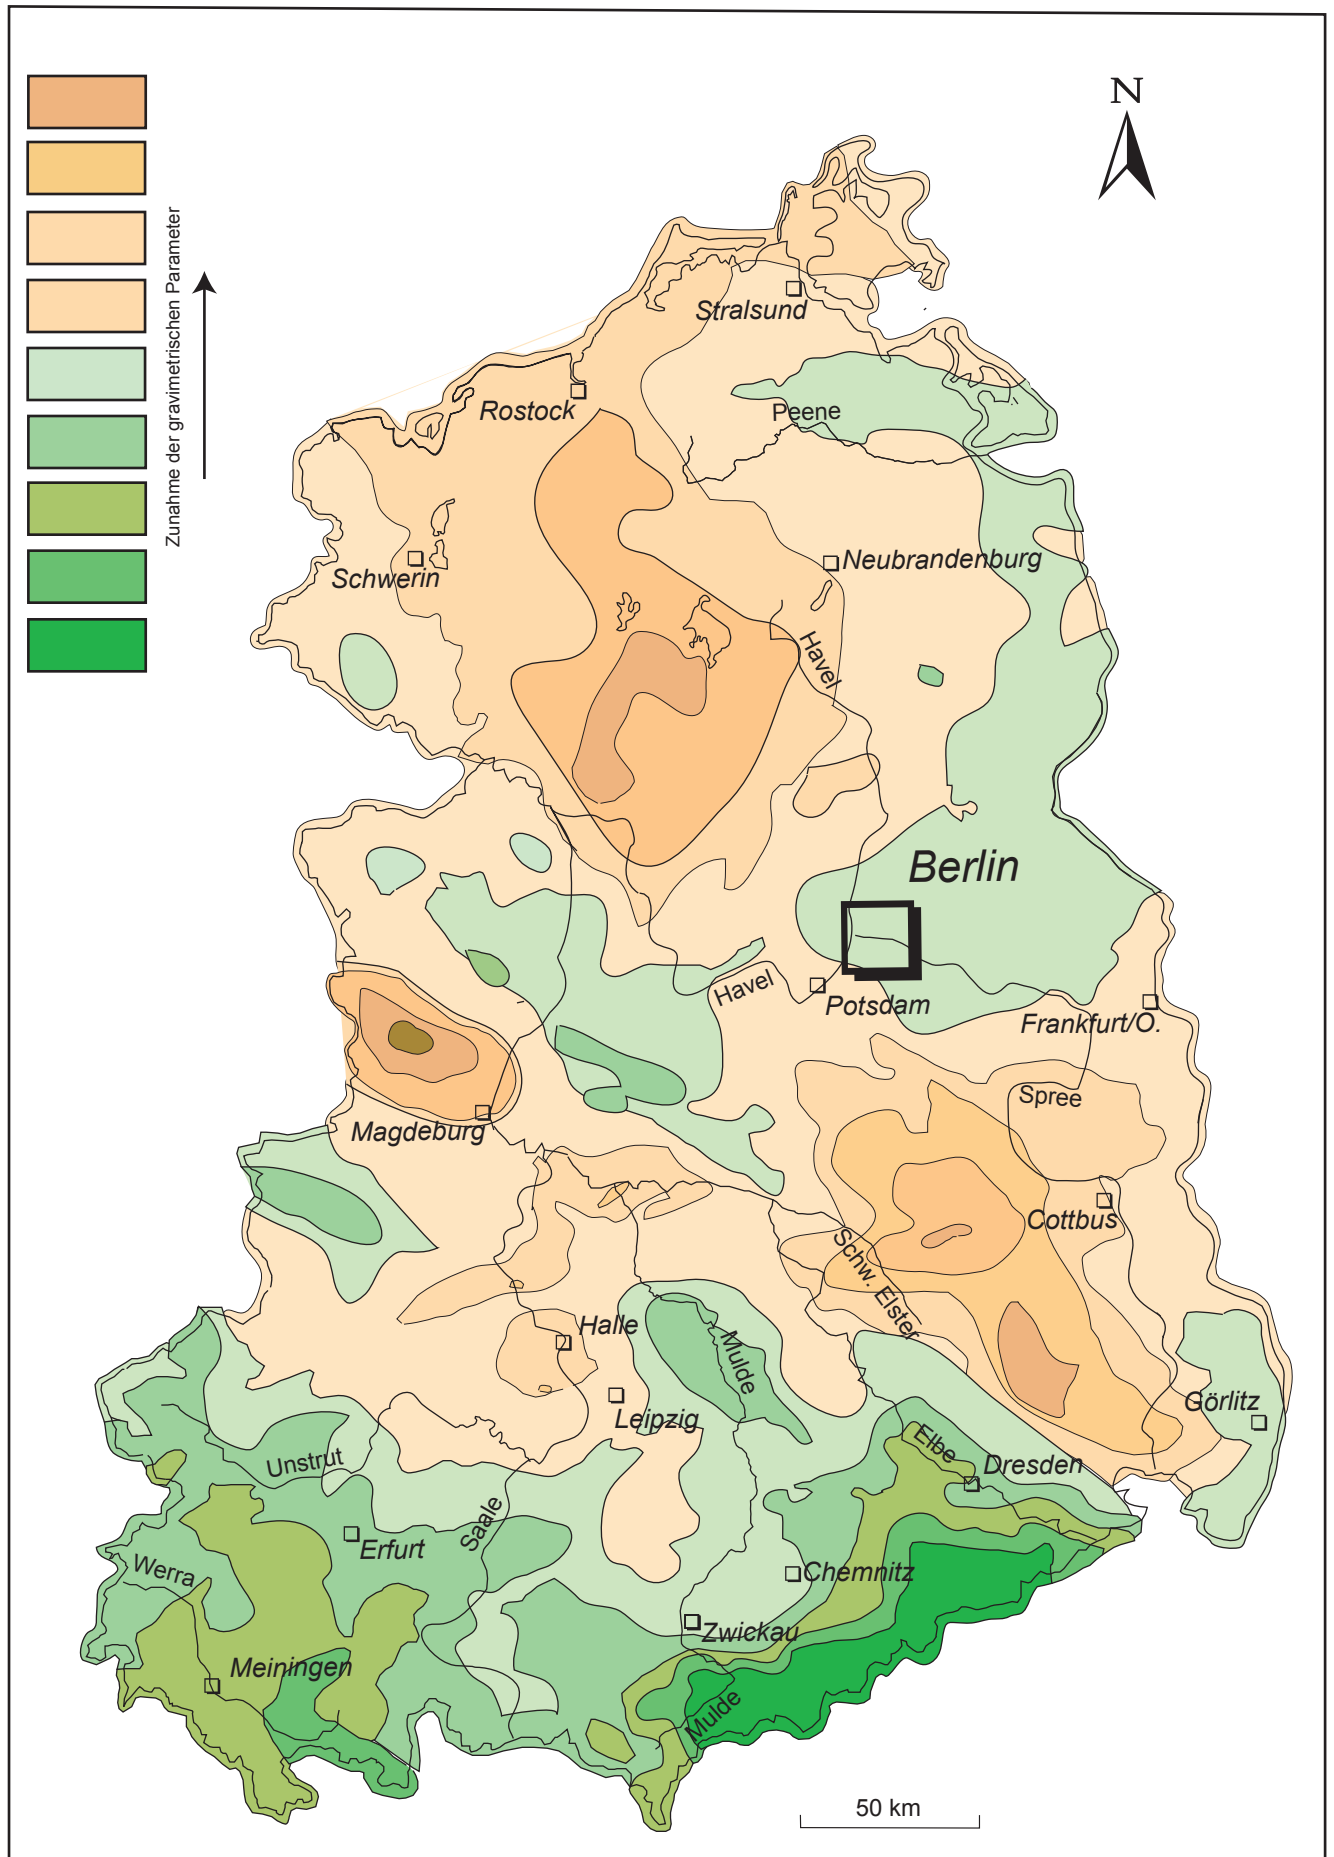 N
Zunahme der gravimetrischen Parameter
Stralsund
Rostock
Peene
Neubrandenburg
Schwerin
Havel
Berlin
Havel
Potsdam
Frankfurt/O.
Spree
Magdeburg
Cottbus
Schw. Elster
Halle
Mulde
Leipzig
Görlitz
Elbe
Unstrut
Dresden
Saale
Erfurt
Werra
Chemnitz
Zwickau
Meiningen
Mulde
50 km